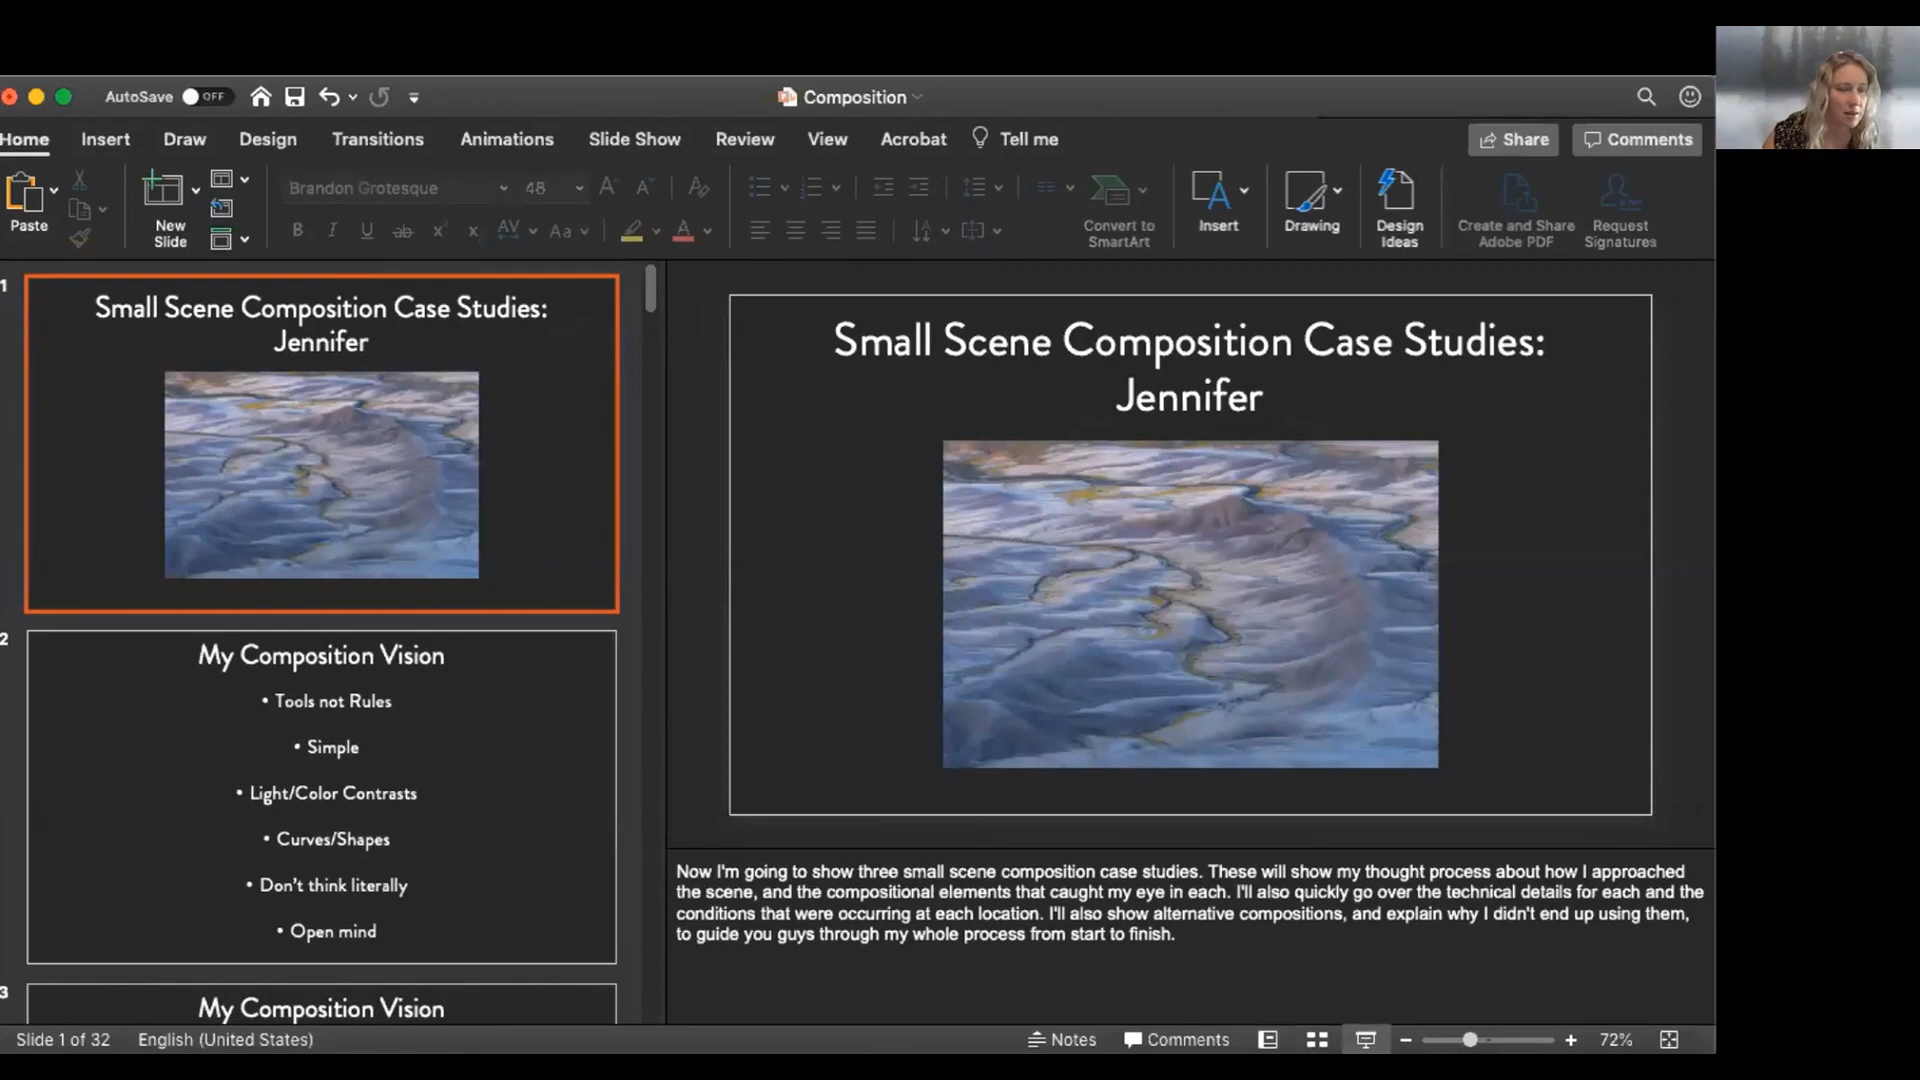 AutoSave OFF
Composition
Home Insert Draw Design Transitions Animations Slide Show Review View Acrobat Tell me
Share Comments
Paste
New Slide
Brandon Grotesque 48
B I U ab x x AV Aa A
Convert to SmartArt
Insert
Drawing
Design Ideas
Create and Share Adobe PDF
Request Signatures
1
Small Scene Composition Case Studies:
Jennifer
2
My Composition Vision
• Tools not Rules
• Simple
• Light/Color Contrasts
• Curves/Shapes
• Don't think literally
• Open mind
3
My Composition Vision
Small Scene Composition Case Studies:
Jennifer
Now I'm going to show three small scene composition case studies. These will show my thought process about how I approached
the scene, and the compositional elements that caught my eye in each. I'll also quickly go over the technical details for each and the
conditions that were occurring at each location. I'll also show alternative compositions, and explain why I didn't end up using them,
to guide you guys through my whole process from start to finish.
Slide 1 of 32 English (United States) Notes Comments 72%